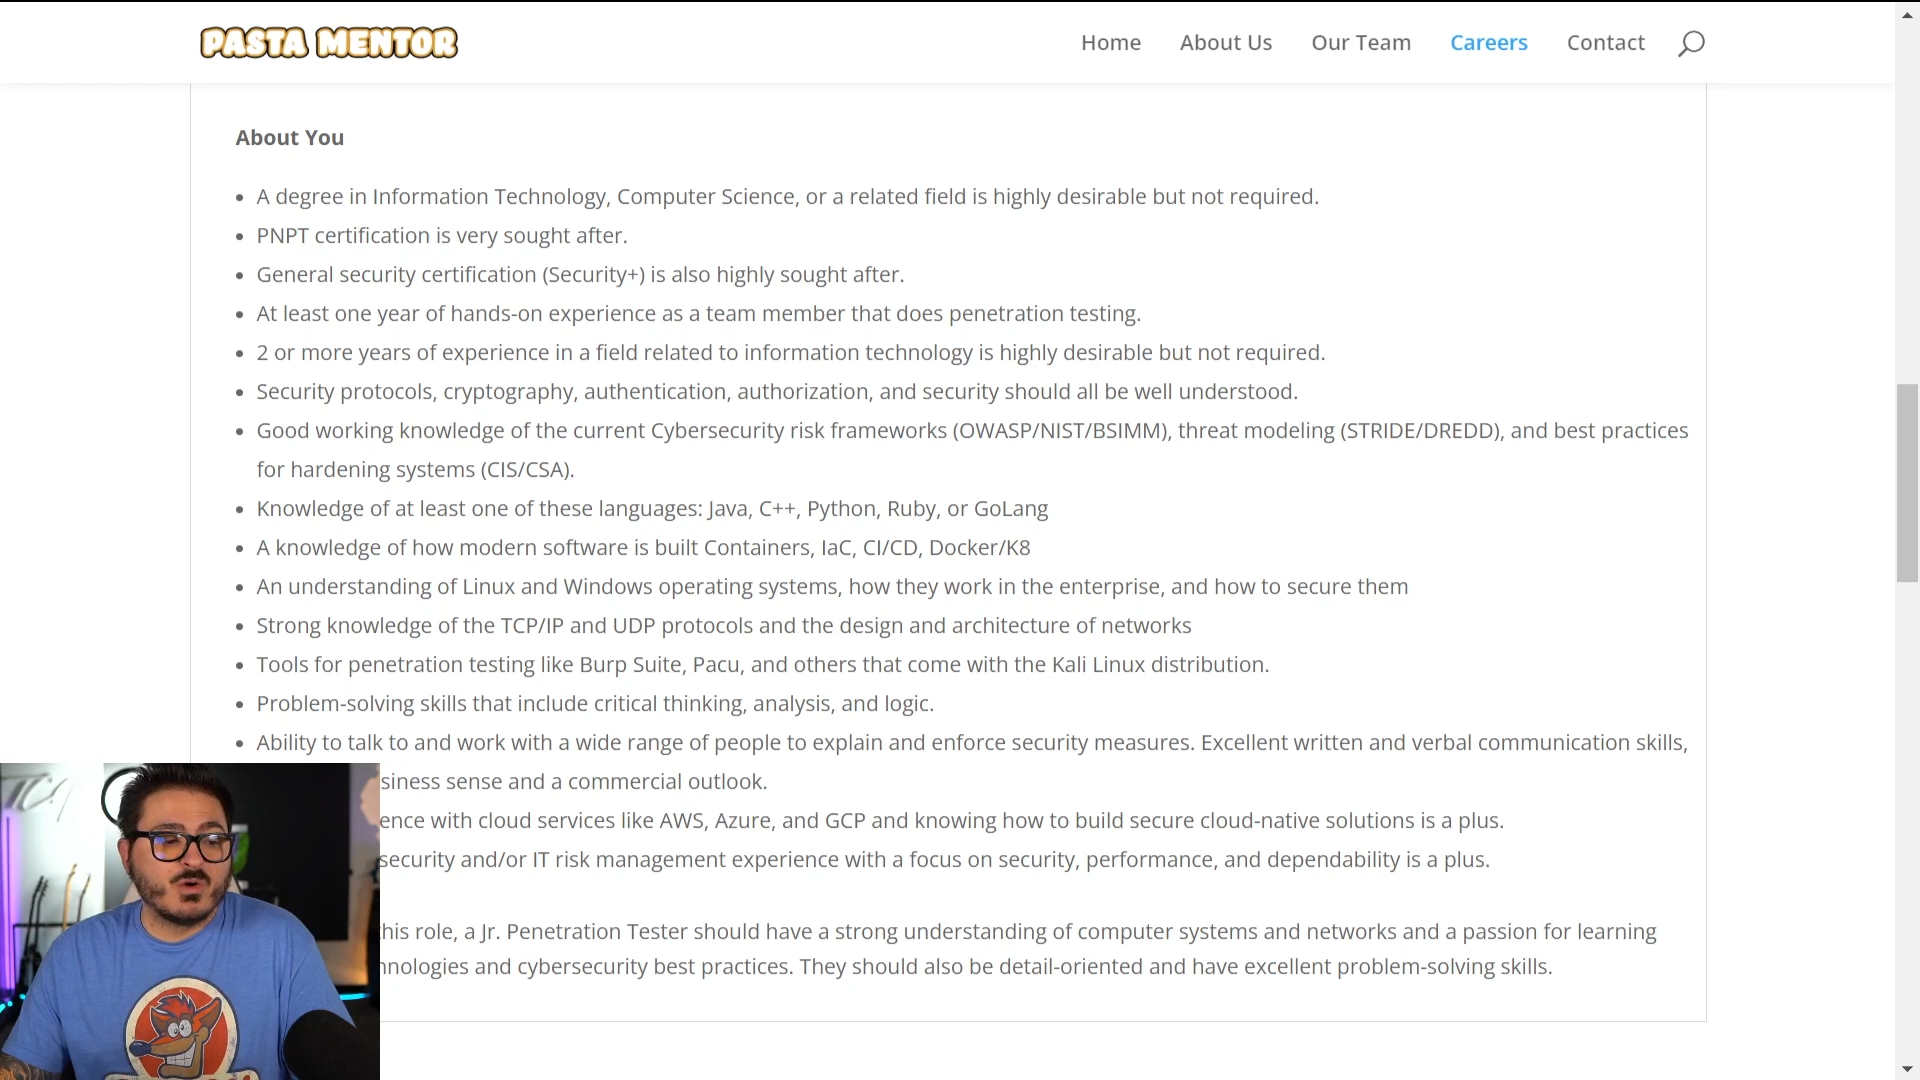 PASTA MENTOR
Home About Us Our Team Careers Contact
About You
A degree in Information Technology, Computer Science, or a related field is highly desirable but not required.
PNPT certification is very sought after.
General security certification (Security+) is also highly sought after.
At least one year of hands-on experience as a team member that does penetration testing.
2 or more years of experience in a field related to information technology is highly desirable but not required.
Security protocols, cryptography, authentication, authorization, and security should all be well understood.
Good working knowledge of the current Cybersecurity risk frameworks (OWASP/NIST/BSIMM), threat modeling (STRIDE/DREDD), and best practices
for hardening systems (CIS/CSA).
Knowledge of at least one of these languages: Java, C++, Python, Ruby, or GoLang
A knowledge of how modern software is built Containers, IaC, CI/CD, Docker/K8
An understanding of Linux and Windows operating systems, how they work in the enterprise, and how to secure them
Strong knowledge of the TCP/IP and UDP protocols and the design and architecture of networks
Tools for penetration testing like Burp Suite, Pacu, and others that come with the Kali Linux distribution.
Problem-solving skills that include critical thinking, analysis, and logic.
Ability to talk to and work with a wide range of people to explain and enforce security measures. Excellent written and verbal communication skills,
siness sense and a commercial outlook.
ence with cloud services like AWS, Azure, and GCP and knowing how to build secure cloud-native solutions is a plus.
security and/or IT risk management experience with a focus on security, performance, and dependability is a plus.
his role, a Jr. Penetration Tester should have a strong understanding of computer systems and networks and a passion for learning
nologies and cybersecurity best practices. They should also be detail-oriented and have excellent problem-solving skills.